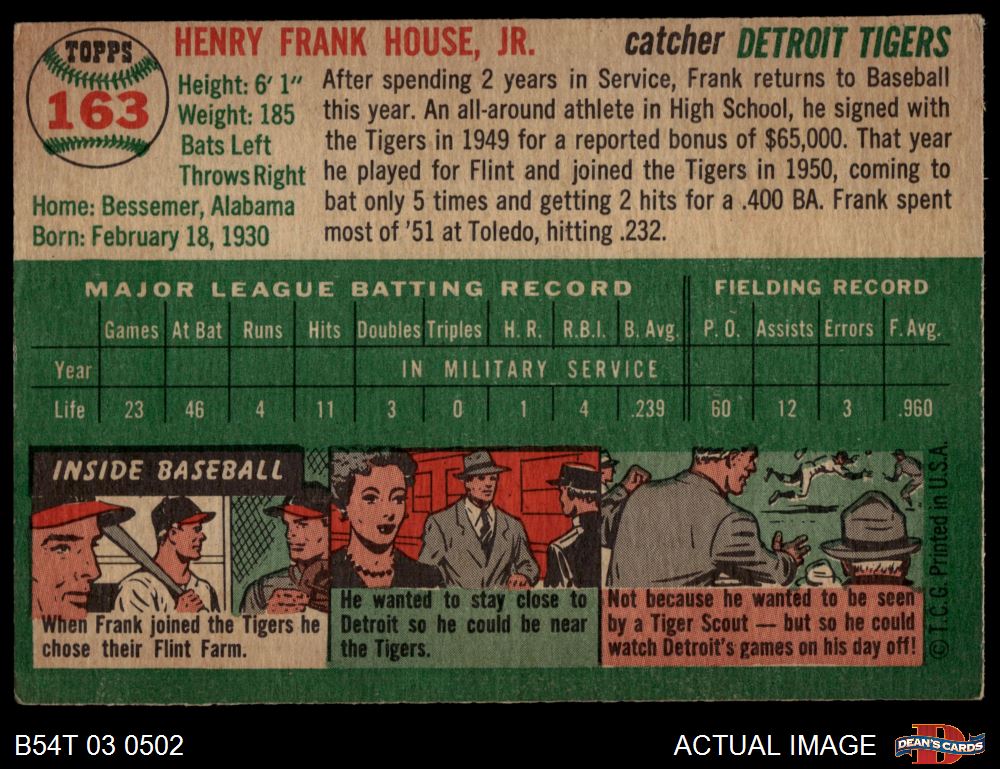 TOPPS
163
HENRY FRANK HOUSE, JR. catcher DETROIT TIGERS
Height: 6' 1"
Weight: 185
Bats Left
Throws Right
Home: Bessemer, Alabama
Born: February 18, 1930
After spending 2 years in Service, Frank returns to Baseball
this year. An all-around athlete in High School, he signed with
the Tigers in 1949 for a reported bonus of $65,000. That year
he played for Flint and joined the Tigers in 1950, coming to
bat only 5 times and getting 2 hits for a .400 BA. Frank spent
most of '51 at Toledo, hitting .232.
MAJOR LEAGUE BATTING RECORD FIELDING RECORD
Games At Bat Runs Hits Doubles Triples H. R. R.B.I. B. Avg. P. O. Assists Errors F. Avg.
Year IN MILITARY SERVICE
Life 23 46 4 11 3 0 1 4 .239 60 12 3 .960
INSIDE BASEBALL
When Frank joined the Tigers he
chose their Flint Farm.
He wanted to stay close to
Detroit so he could be near
the Tigers.
Not because he wanted to be seen
by a Tiger Scout — but so he could
watch Detroit's games on his day off!
© T.C.G. Printed in U.S.A.
B54T 03 0502
ACTUAL IMAGE
DEAN'S CARDS